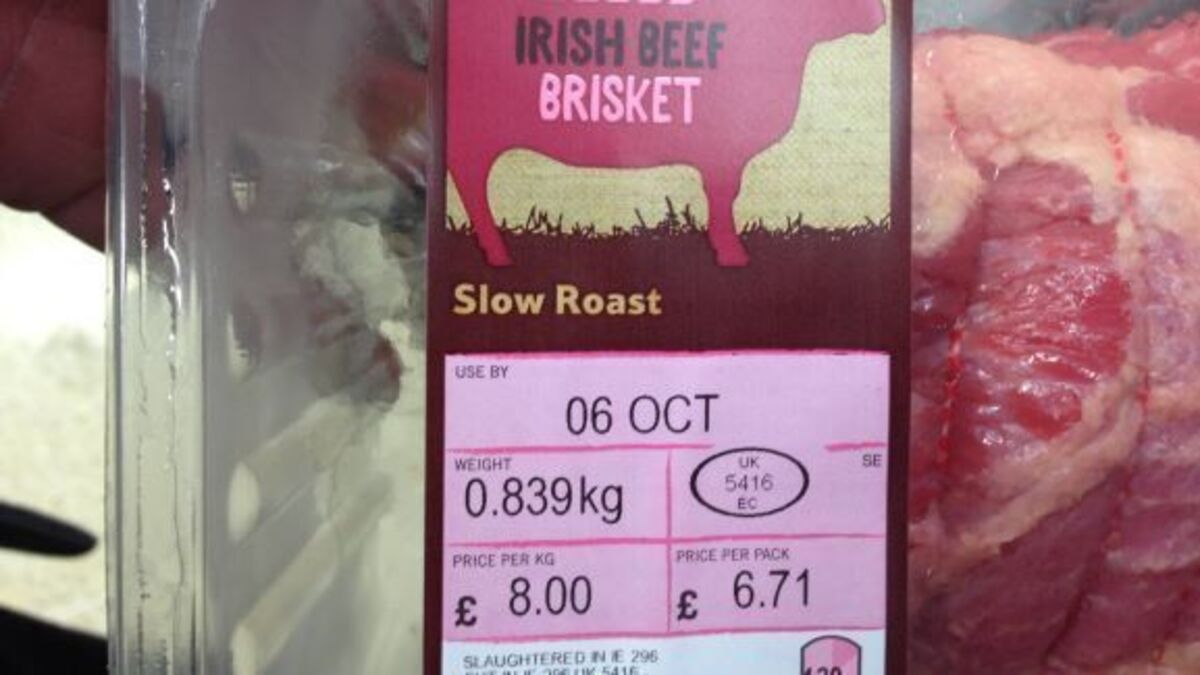 IRISH BEEF
BRISKET
Slow Roast
USE BY
06 OCT
WEIGHT
0.839kg
UK
5416
EC
SE
PRICE PER KG
£ 8.00
PRICE PER PACK
£ 6.71
SLAUGHTERED IN IE 296